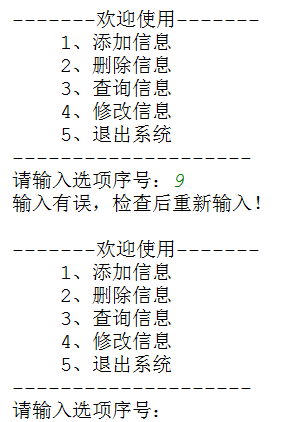 -------欢迎使用-------
1、添加信息
2、删除信息
3、查询信息
4、修改信息
5、退出系统
--------------------
请输入选项序号：9
输入有误，检查后重新输入！
-------欢迎使用-------
1、添加信息
2、删除信息
3、查询信息
4、修改信息
5、退出系统
--------------------
请输入选项序号：